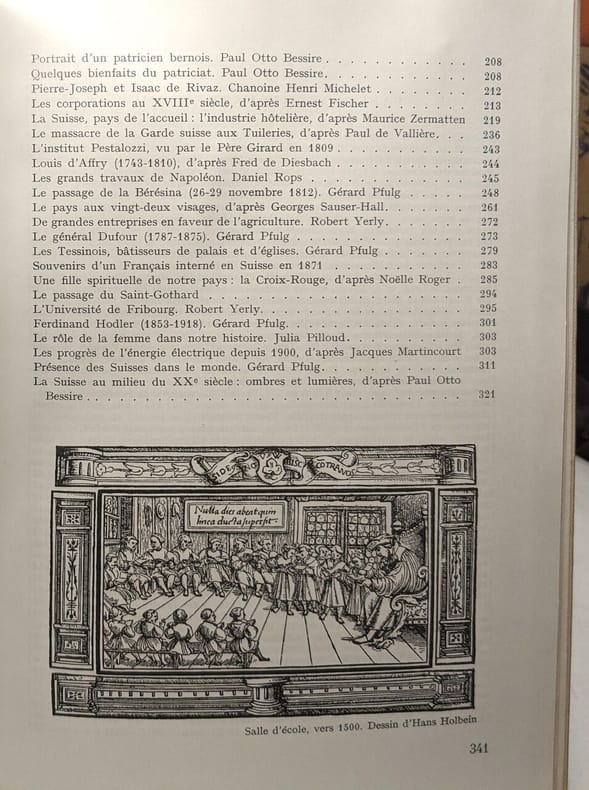 Portrait d'un patricien bernois. Paul Otto Bessire . . . . . . . . . . . . 208
Quelques bienfaits du patriciat. Paul Otto Bessire. . . . . . . . . . . . 208
Pierre-Joseph et Isaac de Rivaz. Chanoine Henri Michelet . . . . . . . . 212
Les corporations au XVIIIe siècle, d'après Ernest Fischer . . . . . . . . 213
La Suisse, pays de l'accueil : l'industrie hôtelière, d'après Maurice Zermatten 219
Le massacre de la Garde suisse aux Tuileries, d'après Paul de Vallière. . . 236
L'institut Pestalozzi, vu par le Père Girard en 1809 . . . . . . . . . . . 243
Louis d'Affry (1743-1810), d'après Fred de Diesbach . . . . . . . . . . . 244
Les grands travaux de Napoléon. Daniel Rops . . . . . . . . . . . . . . 245
Le passage de la Bérésina (26-29 novembre 1812). Gérard Pfulg . . . . . 248
Le pays aux vingt-deux visages, d'après Georges Sauser-Hall. . . . . . . 261
De grandes entreprises en faveur de l'agriculture. Robert Yerly. . . . . . . 272
Le général Dufour (1787-1875). Gérard Pfulg . . . . . . . . . . . . . . 273
Les Tessinois, bâtisseurs de palais et d'églises. Gérard Pfulg . . . . . . . 279
Souvenirs d'un Français interné en Suisse en 1871 . . . . . . . . . . . . 283
Une fille spirituelle de notre pays : la Croix-Rouge, d'après Noëlle Roger . 285
Le passage du Saint-Gothard . . . . . . . . . . . . . . . . . . . . . . 294
L'Université de Fribourg. Robert Yerly. . . . . . . . . . . . . . . . . . 295
Ferdinand Hodler (1853-1918). Gérard Pfulg. . . . . . . . . . . . . . . . 301
Le rôle de la femme dans notre histoire. Julia Pilloud. . . . . . . . . . . 303
Les progrès de l'énergie électrique depuis 1900, d'après Jacques Martincourt 303
Présence des Suisses dans le monde. Gérard Pfulg. . . . . . . . . . . . . 311
La Suisse au milieu du XXe siècle : ombres et lumières, d'après Paul Otto
Bessire . . . . . . . . . . . . . . . . . . . . . . . . . . . . . . . . 321
Nulla dies abeat quin
linea ducta supersit
Salle d'école, vers 1500. Dessin d'Hans Holbein
341